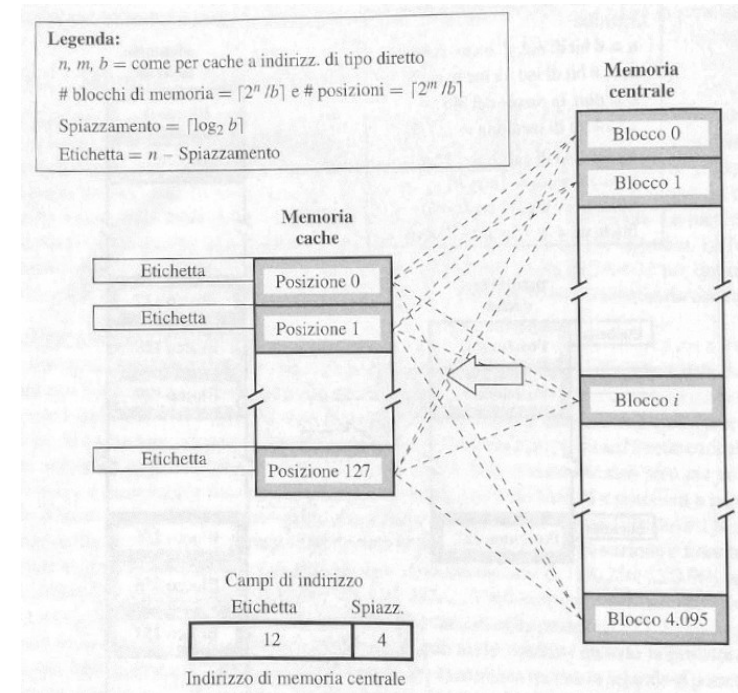 Legenda:
n, m, b = come per cache a indirizz. di tipo diretto
# blocchi di memoria = ⌈2ⁿ /b⌉ e # posizioni = ⌈2ᵐ /b⌉
Spiazzamento = ⌈log₂ b⌉
Etichetta = n – Spiazzamento
Memoria
centrale
Blocco 0
Blocco 1
Memoria
cache
Etichetta
Posizione 0
Etichetta
Posizione 1
Blocco i
Etichetta
Posizione 127
Campi di indirizzo
Etichetta Spiazz.
12 4
Blocco 4.095
Indirizzo di memoria centrale